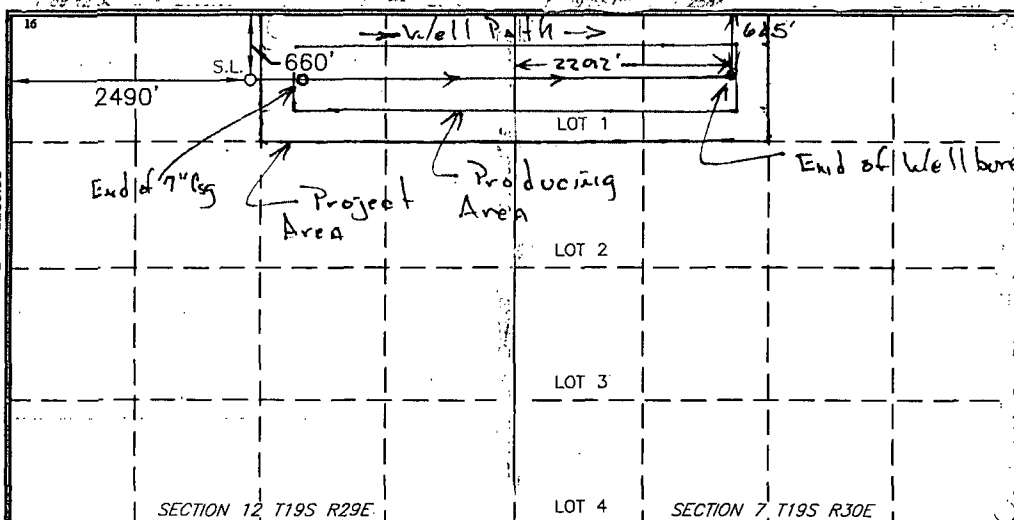 16
→ Well Path →
685'
660'
2292'
S.L.
2490'
LOT 1
End of 7" Csg
Project Area
Producing Area
End of Wellbore
LOT 2
LOT 3
SECTION 12 T19S R29E
LOT 4
SECTION 7 T19S R30E